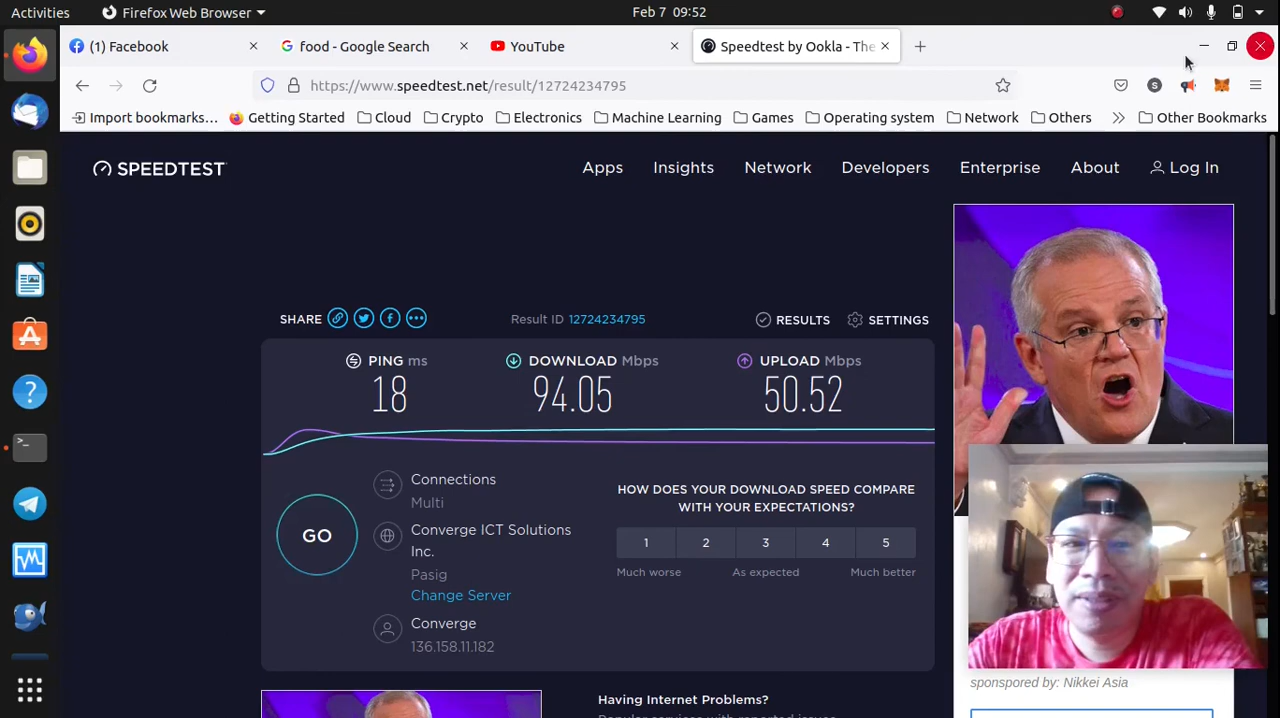 Activities Firefox Web Browser Feb 7 09:52
(1) Facebook food - Google Search YouTube Speedtest by Ookla - The
https://www.speedtest.net/result/12724234795
Import bookmarks... Getting Started Cloud Crypto Electronics Machine Learning Games Operating system Network Others Other Bookmarks
SPEEDTEST Apps Insights Network Developers Enterprise About Log In
SHARE Result ID 12724234795 RESULTS SETTINGS
PING ms DOWNLOAD Mbps UPLOAD Mbps
18 94.05 50.52
Connections
Multi
Converge ICT Solutions
Inc.
Pasig
Change Server
Converge
136.158.11.182
GO
HOW DOES YOUR DOWNLOAD SPEED COMPARE
WITH YOUR EXPECTATIONS?
1 2 3 4 5
Much worse As expected Much better
sponspored by: Nikkei Asia
Having Internet Problems?